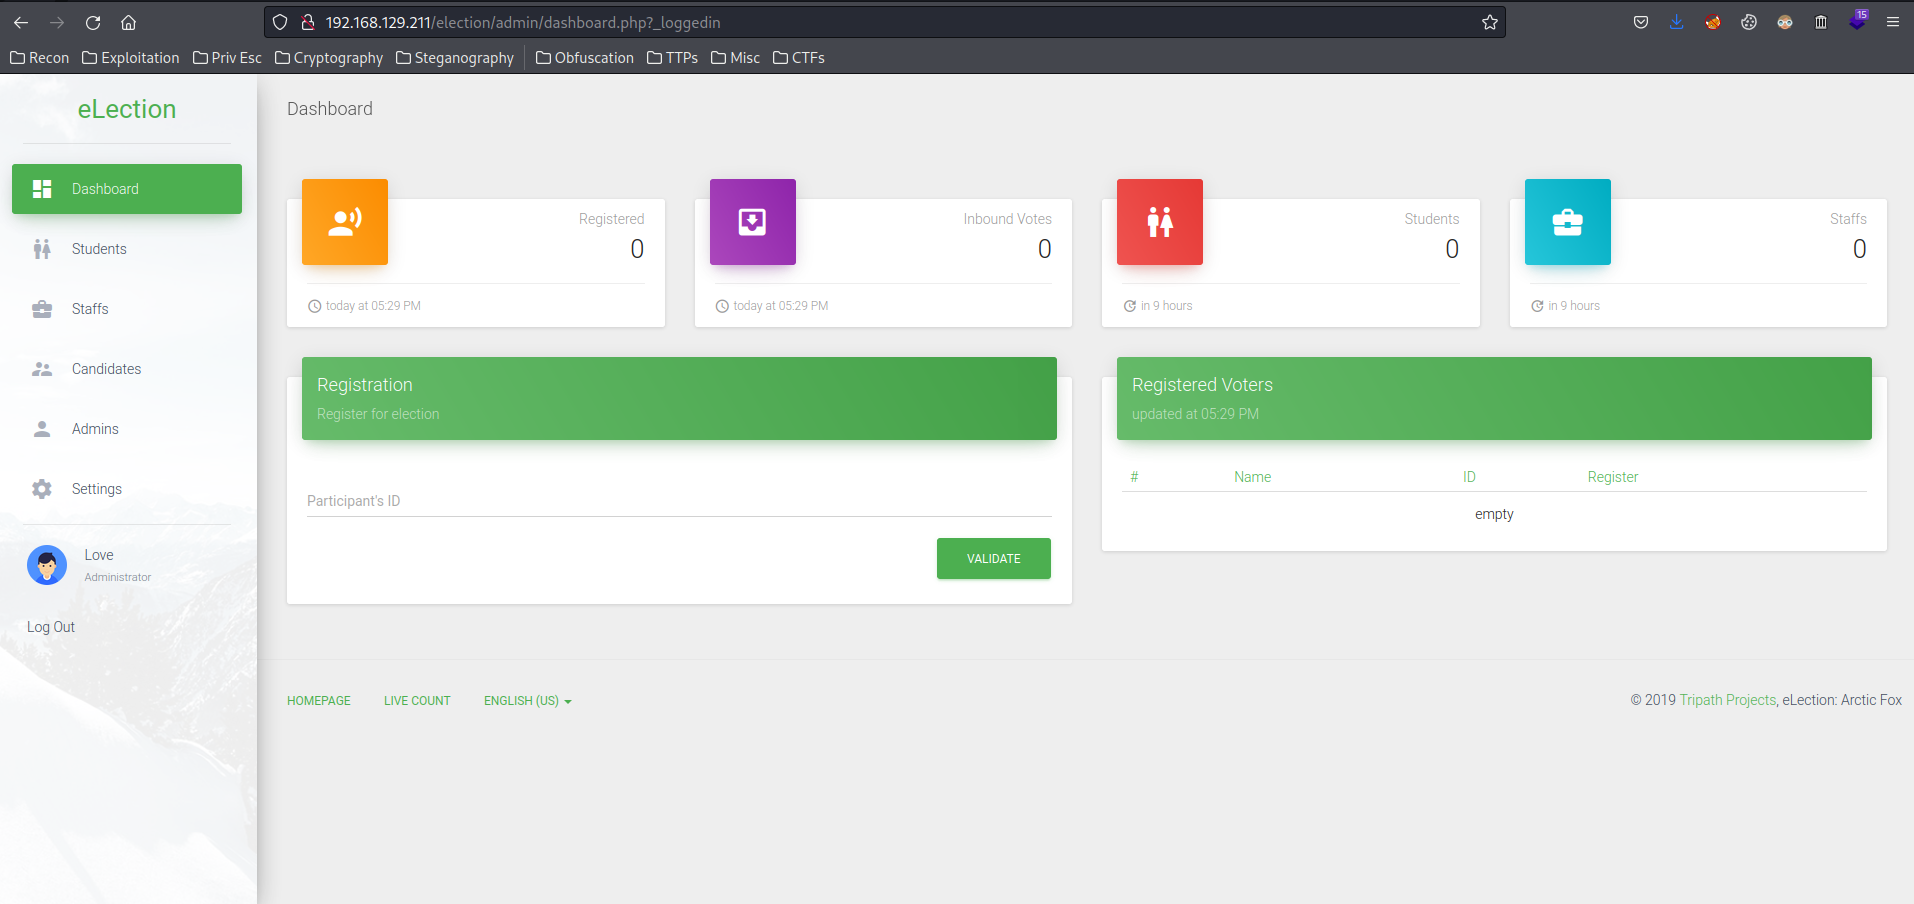 192.168.129.211/election/admin/dashboard.php?_loggedin
15
Recon Exploitation Priv Esc Cryptography Steganography Obfuscation TTPs Misc CTFs
eLection
Dashboard
Students
Staffs
Candidates
Admins
Settings
Love
Administrator
Log Out
Dashboard
Registered
0
today at 05:29 PM
Inbound Votes
0
today at 05:29 PM
Students
0
in 9 hours
Staffs
0
in 9 hours
Registration
Register for election
Participant's ID
VALIDATE
Registered Voters
updated at 05:29 PM
# Name ID Register
empty
HOMEPAGE LIVE COUNT ENGLISH (US)
© 2019 Tripath Projects, eLection: Arctic Fox